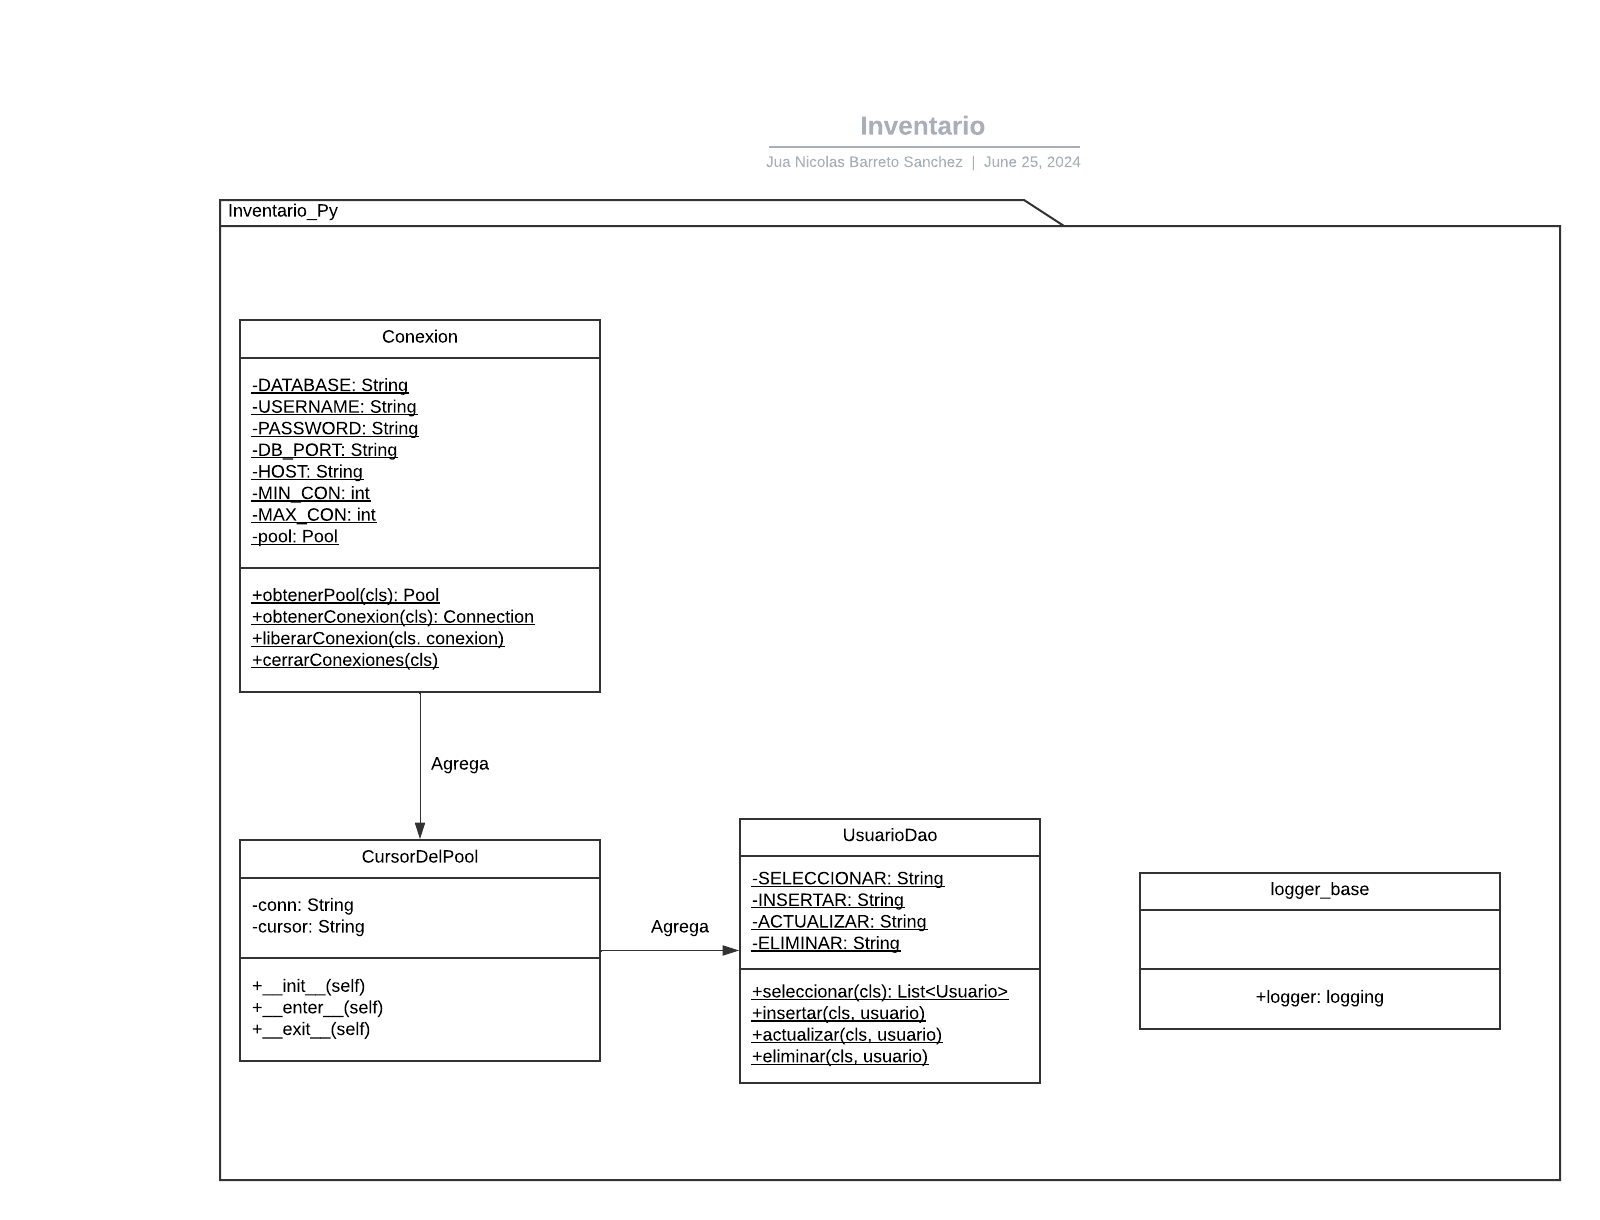 Inventario
Jua Nicolas Barreto Sanchez | June 25, 2024
Inventario_Py
Conexion
-DATABASE: String
-USERNAME: String
-PASSWORD: String
-DB_PORT: String
-HOST: String
-MIN_CON: int
-MAX_CON: int
-pool: Pool
+obtenerPool(cls): Pool
+obtenerConexion(cls): Connection
+liberarConexion(cls. conexion)
+cerrarConexiones(cls)
Agrega
CursorDelPool
-conn: String
-cursor: String
+__init__(self)
+__enter__(self)
+__exit__(self)
Agrega
UsuarioDao
-SELECCIONAR: String
-INSERTAR: String
-ACTUALIZAR: String
-ELIMINAR: String
+seleccionar(cls): List<Usuario>
+insertar(cls, usuario)
+actualizar(cls, usuario)
+eliminar(cls, usuario)
logger_base
+logger: logging